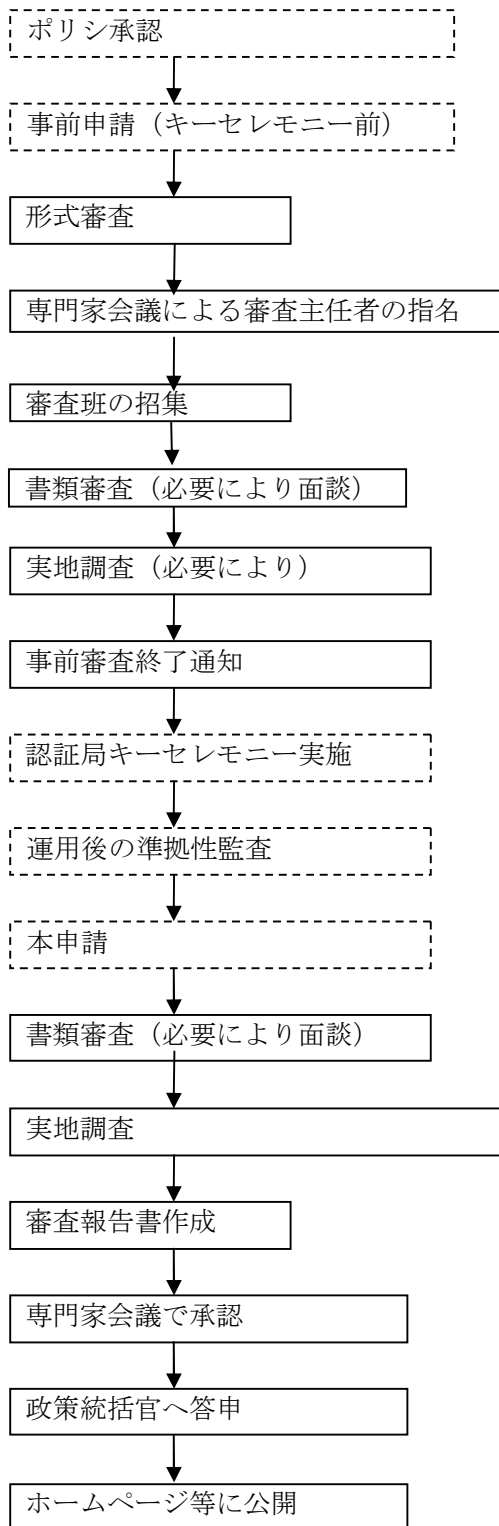 ポリシ承認
事前申請（キーセレモニー前）
形式審査
専門家会議による審査主任者の指名
審査班の招集
書類審査（必要により面談）
実地調査（必要により）
事前審査終了通知
認証局キーセレモニー実施
運用後の準拠性監査
本申請
書類審査（必要により面談）
実地調査
審査報告書作成
専門家会議で承認
政策統括官へ答申
ホームページ等に公開